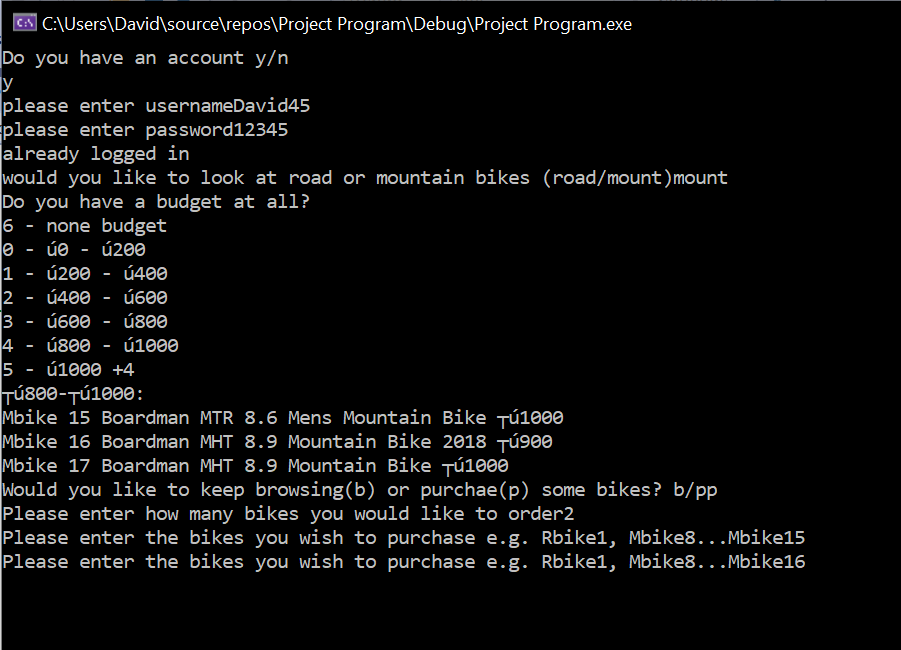 C:\Users\David\source\repos\Project Program\Debug\Project Program.exe
Do you have an account y/n
y
please enter usernameDavid45
please enter password12345
already logged in
would you like to look at road or mountain bikes (road/mount)mount
Do you have a budget at all?
6 - none budget
0 - ú0 - ú200
1 - ú200 - ú400
2 - ú400 - ú600
3 - ú600 - ú800
4 - ú800 - ú1000
5 - ú1000 +4
┬ú800-┬ú1000:
Mbike 15 Boardman MTR 8.6 Mens Mountain Bike ┬ú1000
Mbike 16 Boardman MHT 8.9 Mountain Bike 2018 ┬ú900
Mbike 17 Boardman MHT 8.9 Mountain Bike ┬ú1000
Would you like to keep browsing(b) or purchae(p) some bikes? b/pp
Please enter how many bikes you would like to order2
Please enter the bikes you wish to purchase e.g. Rbike1, Mbike8...Mbike15
Please enter the bikes you wish to purchase e.g. Rbike1, Mbike8...Mbike16